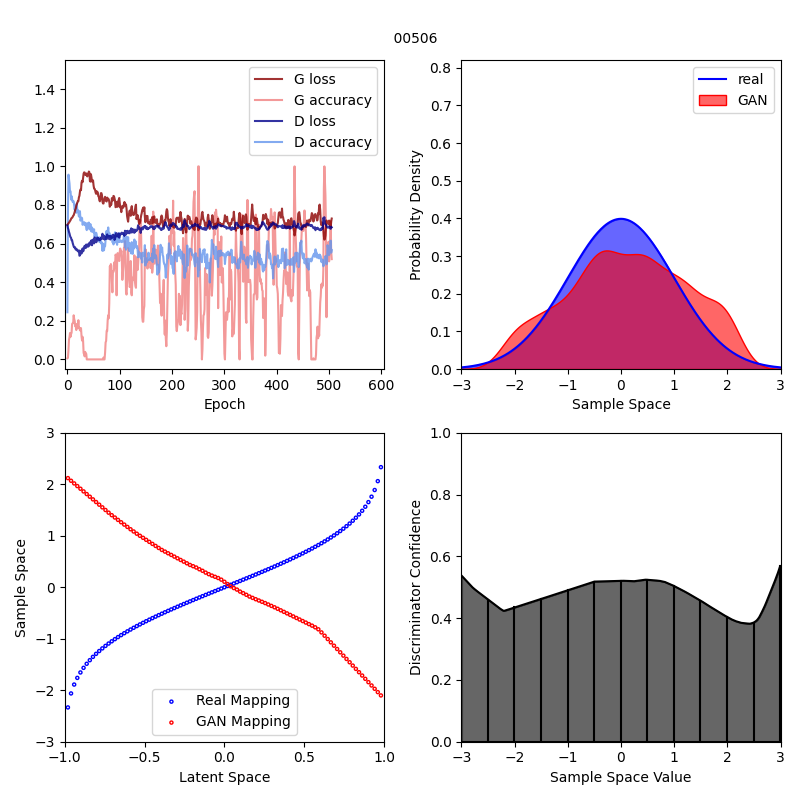 00506
G loss
G accuracy
D loss
D accuracy
1.4
1.2
1.0
0.8
0.6
0.4
0.2
0.0
0 100 200 300 400 500 600
Epoch
real
GAN
Probability Density
0.8
0.7
0.6
0.5
0.4
0.3
0.2
0.1
0.0
−3 −2 −1 0 1 2 3
Sample Space
Sample Space
3
2
1
0
−1
−2
−3
Real Mapping
GAN Mapping
−1.0 −0.5 0.0 0.5 1.0
Latent Space
Discriminator Confidence
1.0
0.8
0.6
0.4
0.2
0.0
−3 −2 −1 0 1 2 3
Sample Space Value